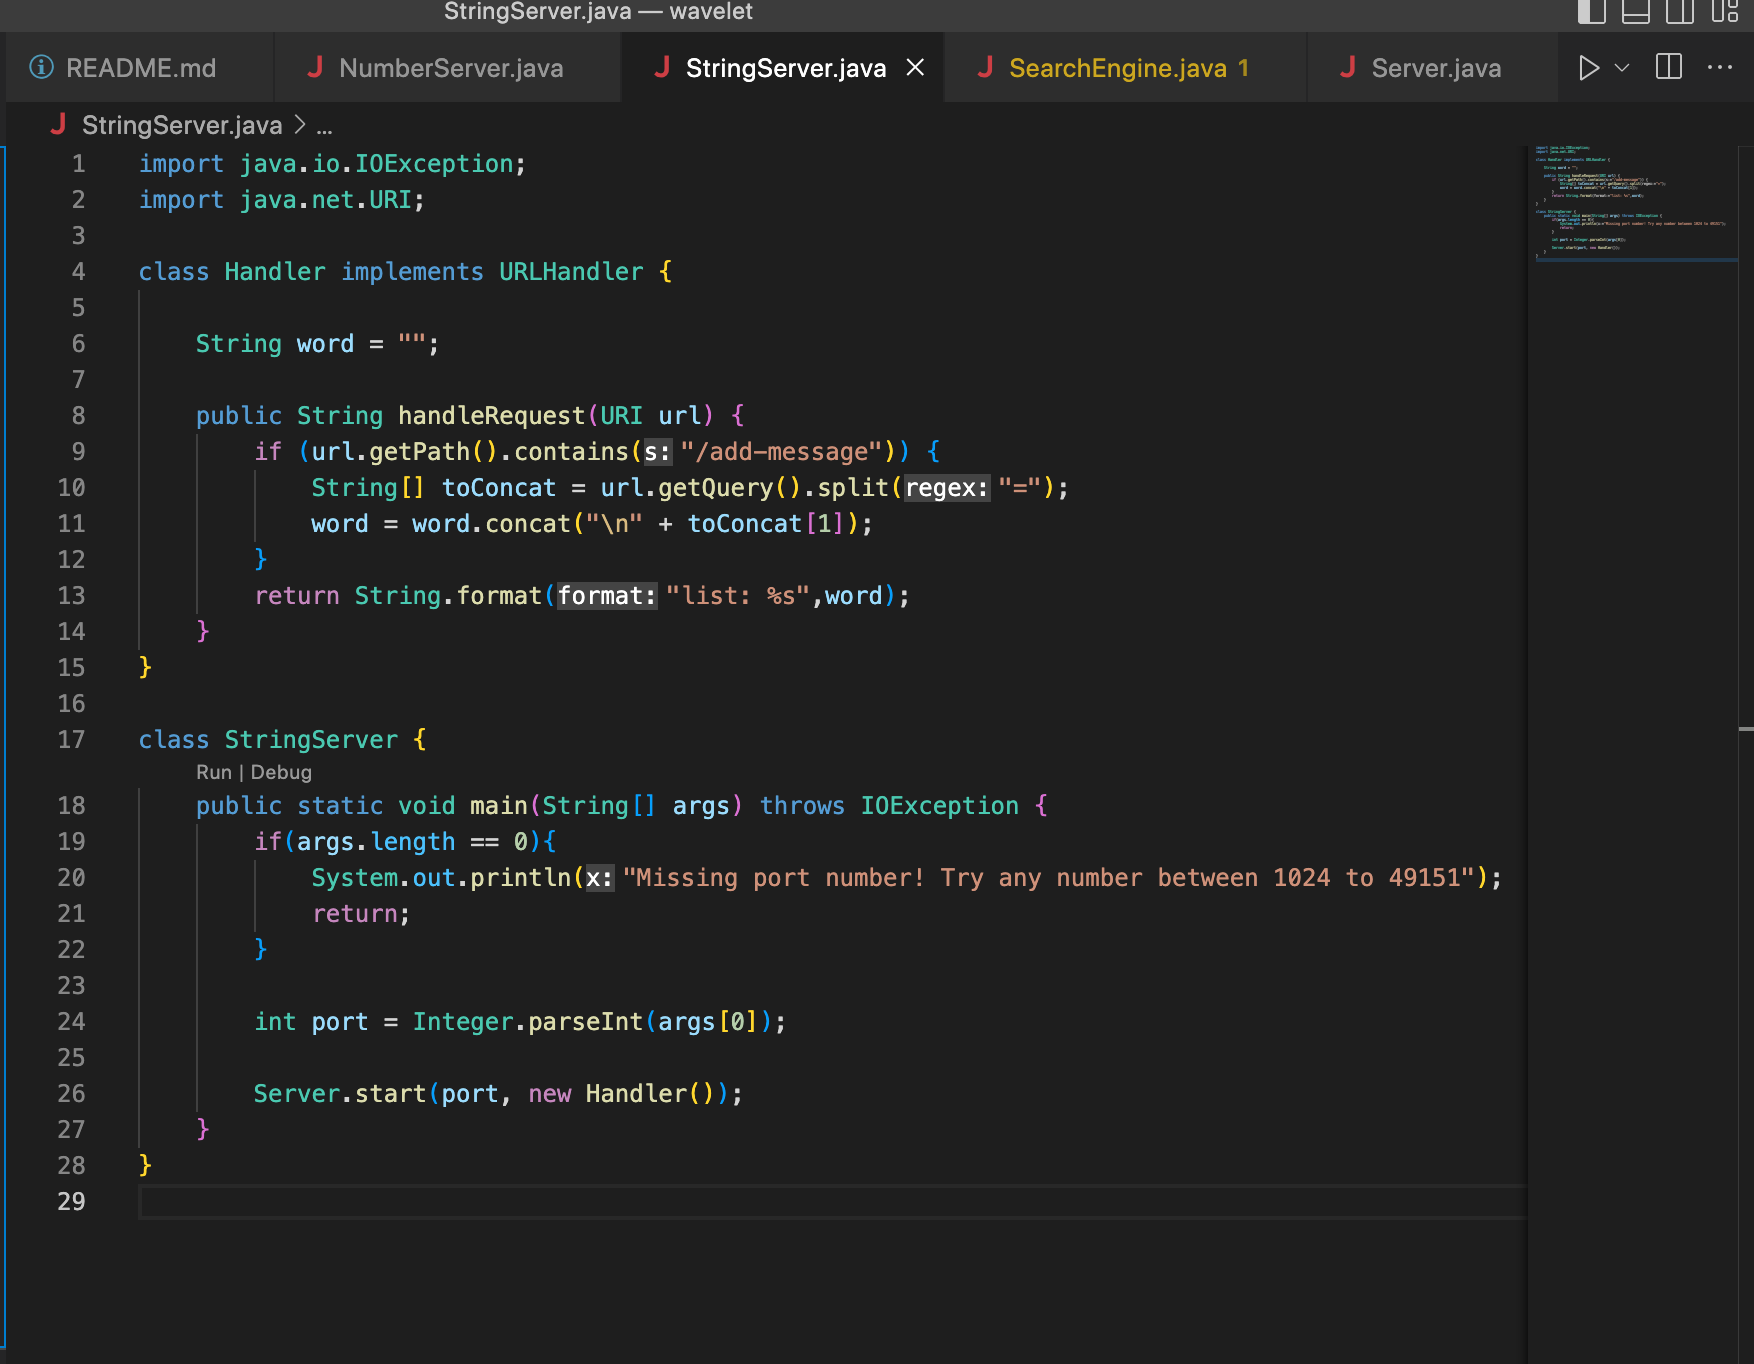 StringServer.java — wavelet
README.md
NumberServer.java
StringServer.java
SearchEngine.java 1
Server.java
StringServer.java > ...
1 import java.io.IOException;
2 import java.net.URI;
3
4 class Handler implements URLHandler {
5
6 String word = "";
7
8 public String handleRequest(URI url) {
9 if (url.getPath().contains(s: "/add-message")) {
10 String[] toConcat = url.getQuery().split(regex: "=");
11 word = word.concat("\n" + toConcat[1]);
12 }
13 return String.format(format: "list: %s",word);
14 }
15 }
16
17 class StringServer {
Run | Debug
18 public static void main(String[] args) throws IOException {
19 if(args.length == 0){
20 System.out.println(x: "Missing port number! Try any number between 1024 to 49151");
21 return;
22 }
23
24 int port = Integer.parseInt(args[0]);
25
26 Server.start(port, new Handler());
27 }
28 }
29